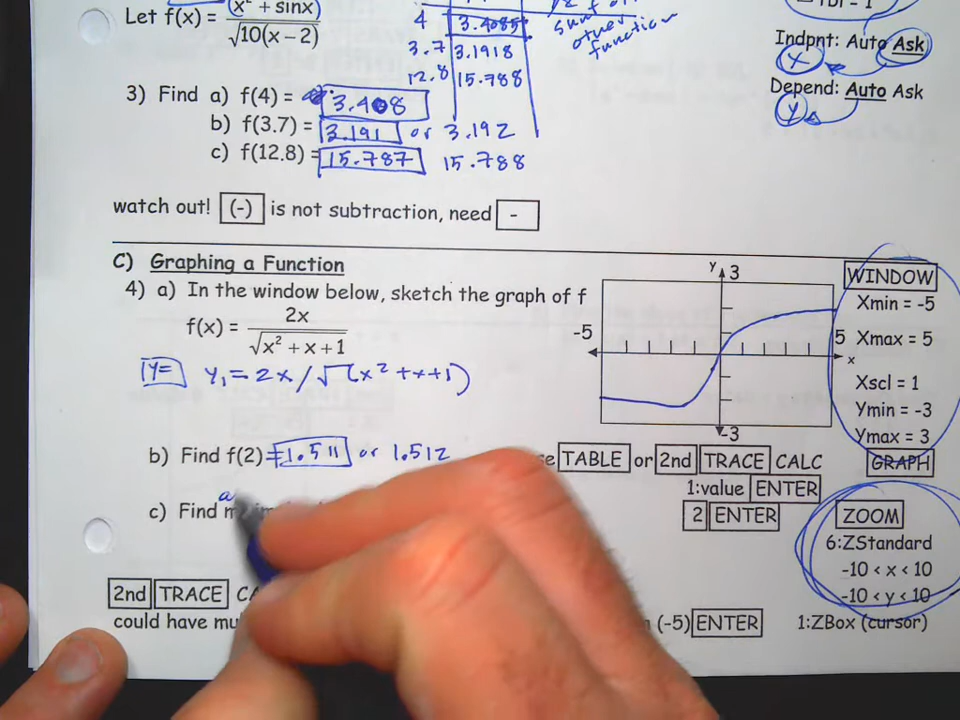 (x² + sinx)
Let f(x) =
√10(x – 2)
4 3.4085
3.7 3.1918
12.8 15.788
other function
TBl = 1
Indpnt: Auto Ask
x
Depend: Auto Ask
y
3) Find a) f(4) = 3.408
b) f(3.7) = 3.191 or 3.192
c) f(12.8) = 15.787 15.788
watch out! (-) is not subtraction, need -
C) Graphing a Function
4) a) In the window below, sketch the graph of f
f(x) = 2x
√x² + x + 1
Y= Y₁ = 2x/√(x² + x + 1)
y 3
-5
5
x
-3
WINDOW
Xmin = -5
Xmax = 5
Xscl = 1
Ymin = -3
Ymax = 3
GRAPH
b) Find f(2) = 1.511 or 1.512
TABLE or 2nd TRACE CALC
1:value ENTER
2 ENTER
c) Find
ZOOM
6:ZStandard
-10 < x < 10
-10 < y < 10
1:ZBox (cursor)
2nd TRACE
could have
(-5) ENTER